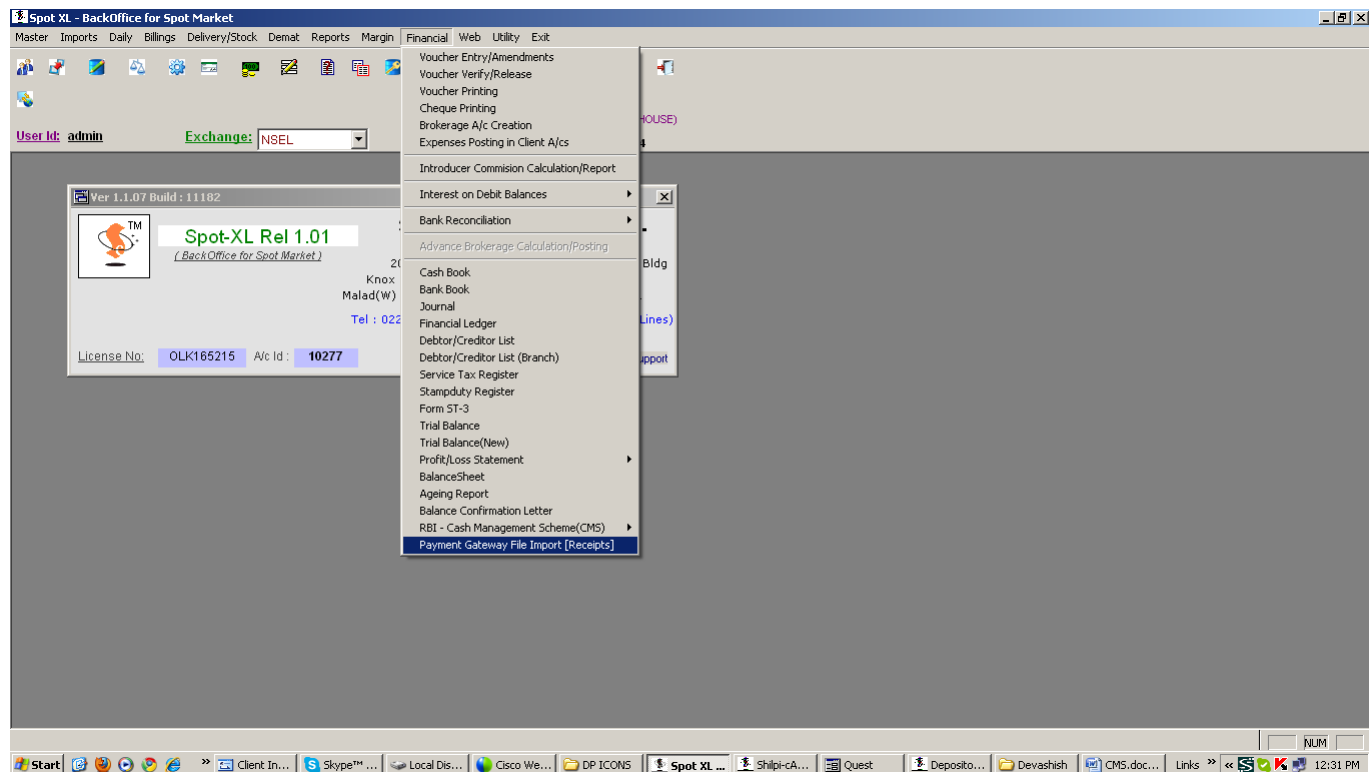 Spot XL - BackOffice for Spot Market
Master Imports Daily Billings Delivery/Stock Demat Reports Margin Financial Web Utility Exit
HOUSE)
User Id: admin Exchange: NSEL 4
Voucher Entry/Amendments
Voucher Verify/Release
Voucher Printing
Cheque Printing
Brokerage A/c Creation
Expenses Posting in Client A/cs
Introducer Commision Calculation/Report
Interest on Debit Balances
Bank Reconciliation
Advance Brokerage Calculation/Posting
Cash Book
Bank Book
Journal
Financial Ledger
Debtor/Creditor List
Debtor/Creditor List (Branch)
Service Tax Register
Stampduty Register
Form ST-3
Trial Balance
Trial Balance(New)
Profit/Loss Statement
BalanceSheet
Ageing Report
Balance Confirmation Letter
RBI - Cash Management Scheme(CMS)
Payment Gateway File Import [Receipts]
Ver 1.1.07 Build : 11182
TM
Spot-XL Rel 1.01
( BackOffice for Spot Market )
20 Bldg
Knox
Malad(W)
Tel : 022 Lines)
License No: OLK165215 A/c Id : 10277 upport
NUM
Start » Client In... Skype™ ... Local Dis... Cisco We... DP ICONS Spot XL ... Shilpi-cA... Quest Deposito... Devashish CMS.doc... Links » « 12:31 PM